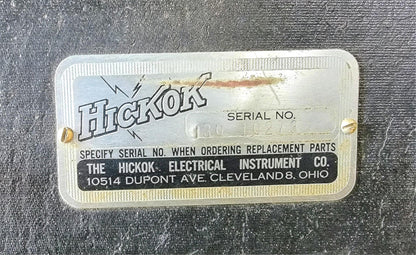 HICKOK
SERIAL NO.
SPECIFY SERIAL NO. WHEN ORDERING REPLACEMENT PARTS
THE HICKOK ELECTRICAL INSTRUMENT CO.
10514 DUPONT AVE. CLEVELAND 8, OHIO